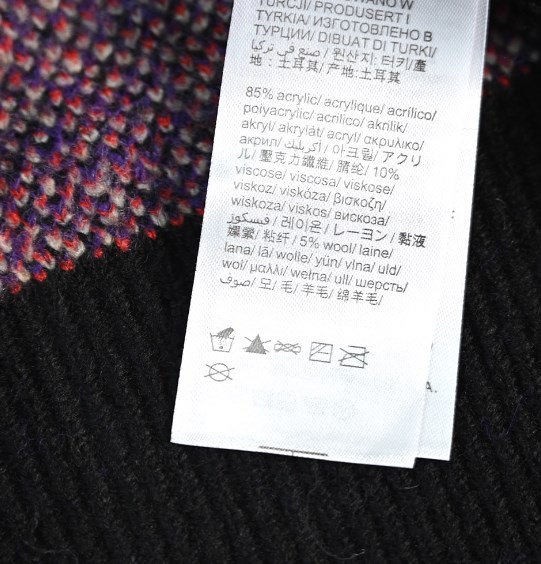 TURCJI/ PRODUSERT I
TYRKIA/ ИЗГОТОВЛЕНО В
ТУРЦИИ/ DIBUAT DI TURKI/
صنع في تركيا / 원산지: 터키/ 產
地：土耳其/ 产地:土耳其
85% acrylic/ acrylique/ acrílico/
polyacrylic/ acrilico/ akrilik/
akryl/ akrylát/ acryl/ ακρυλικο/
акрил/ أكريليك / 아크릴/ アクリ
ル/ 壓克力纖維/ 腈纶/ 10%
viscose/ viscosa/ viskose/
viskoz/ viskóza/ βισκοζη/
wiskoza/ viskos/ вискоза/
فيسكوز / 레이온/ レーヨン/ 黏液
嫘縈/ 粘纤/ 5% wool/ laine/
lana/ lã/ wolle/ yün/ vlna/ uld/
wol/ μαλλι/ wełna/ ull/ шерсть/
صوف/ 모/ 毛/ 羊毛/ 绵羊毛/
A.